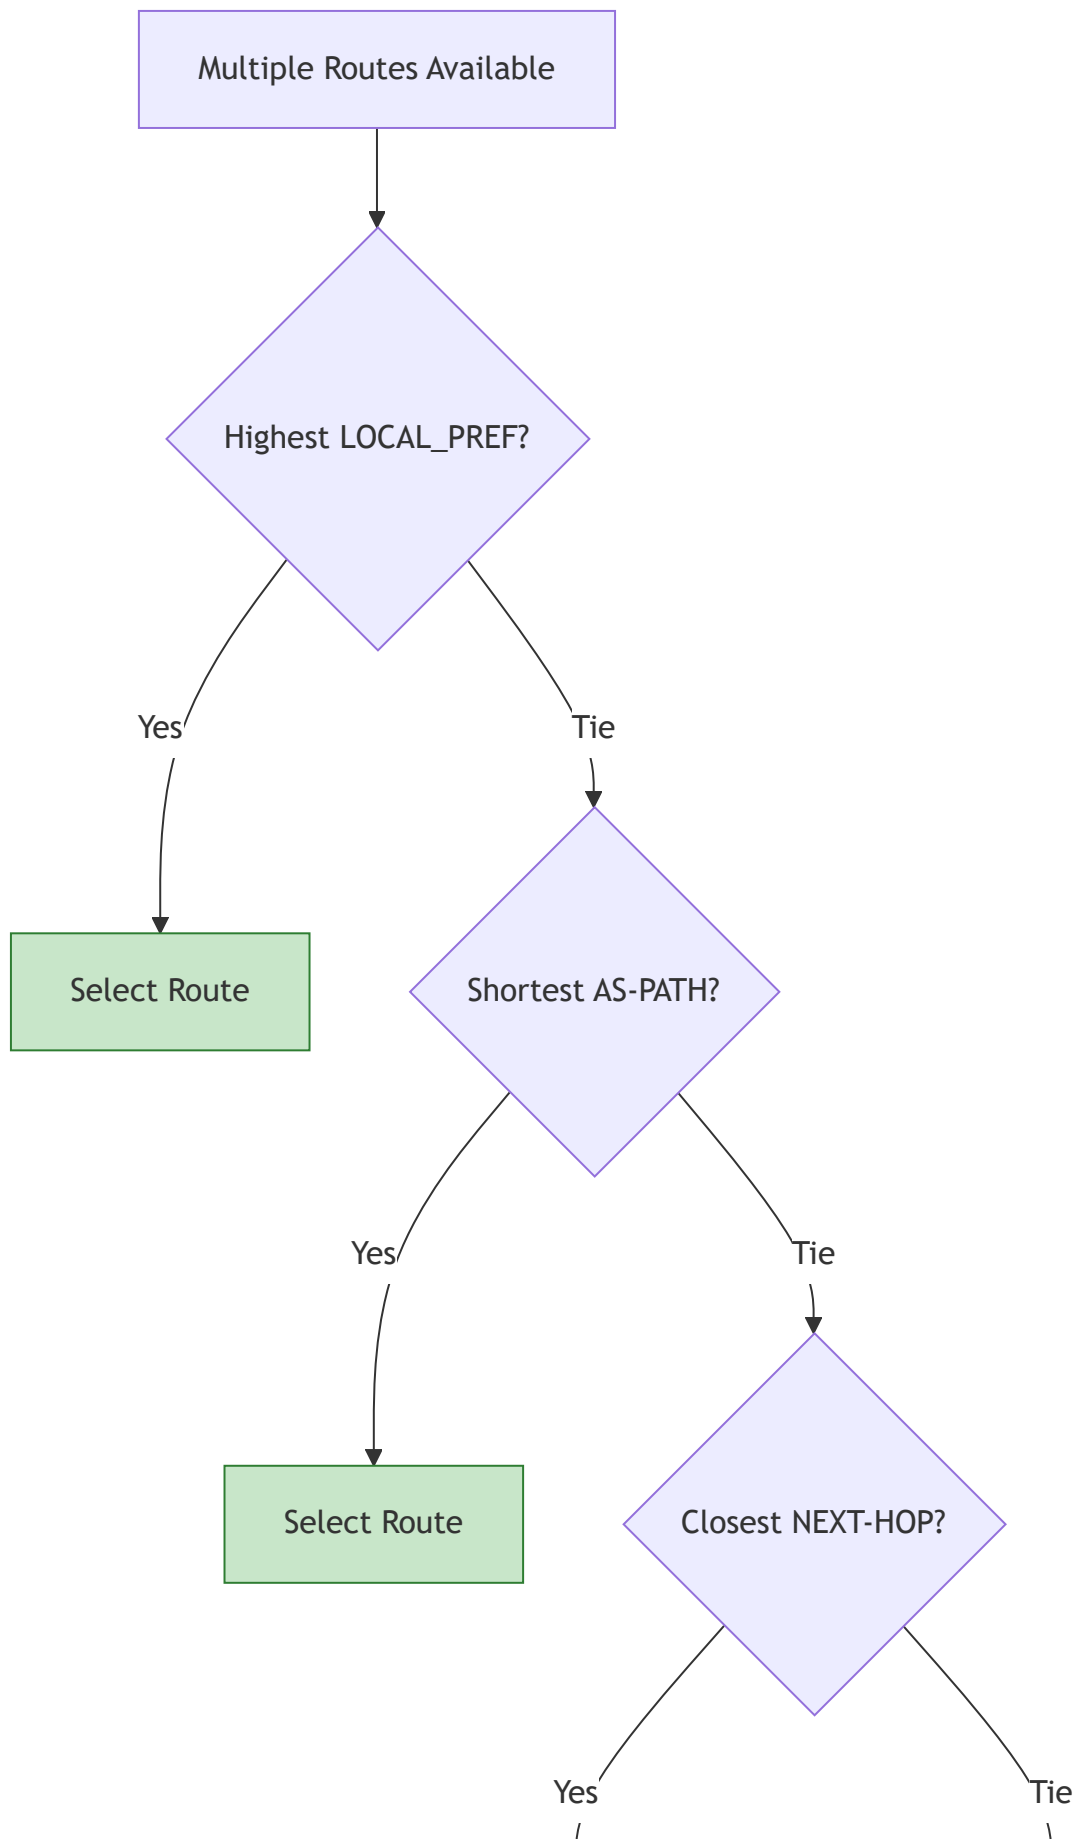 Multiple Routes Available
Highest LOCAL_PREF?
Yes
Tie
Select Route
Shortest AS-PATH?
Yes
Tie
Select Route
Closest NEXT-HOP?
Yes
Tie